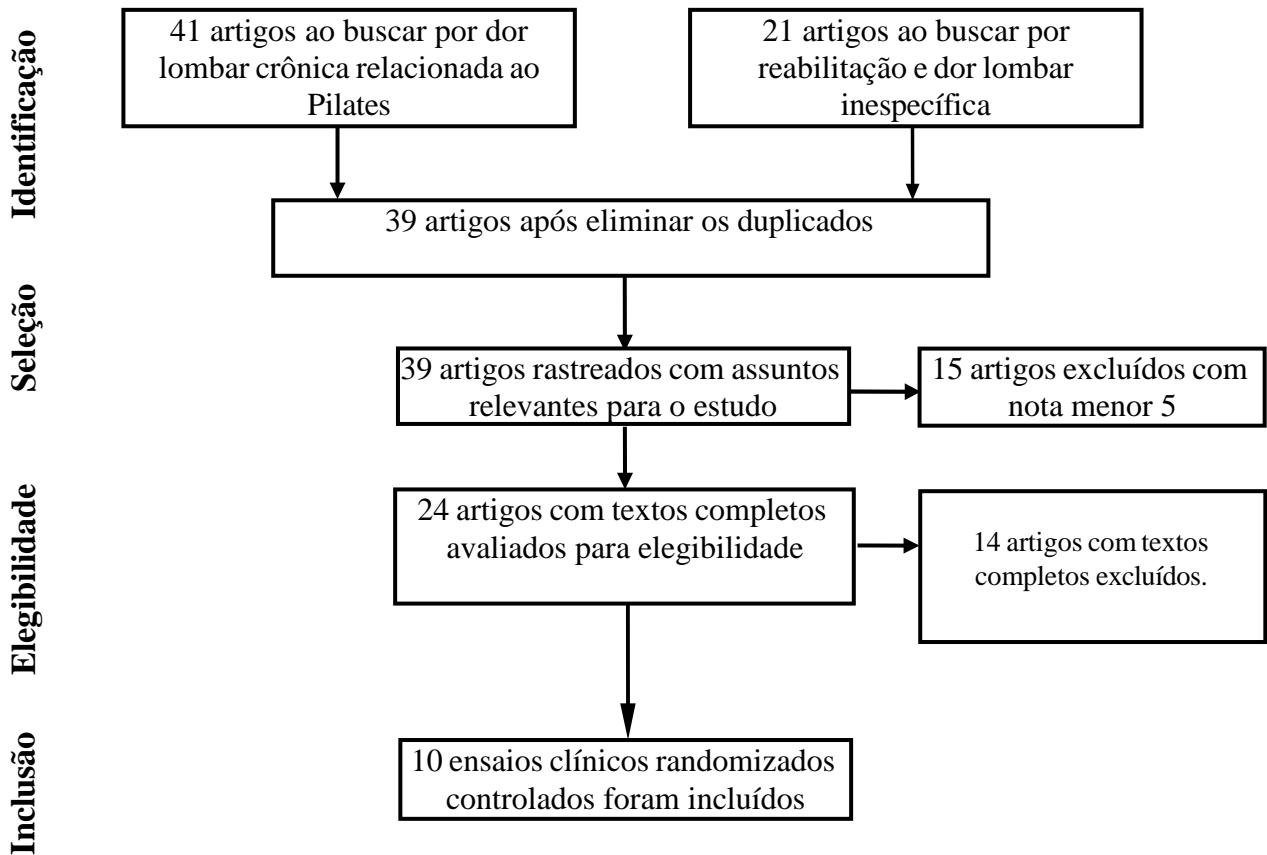 Identificação
41 artigos ao buscar por dor
lombar crônica relacionada ao
Pilates
21 artigos ao buscar por
reabilitação e dor lombar
inespecífica
39 artigos após eliminar os duplicados
Seleção
39 artigos rastreados com assuntos
relevantes para o estudo
15 artigos excluídos com
nota menor 5
Elegibilidade
24 artigos com textos completos
avaliados para elegibilidade
14 artigos com textos
completos excluídos.
Inclusão
10 ensaios clínicos randomizados
controlados foram incluídos